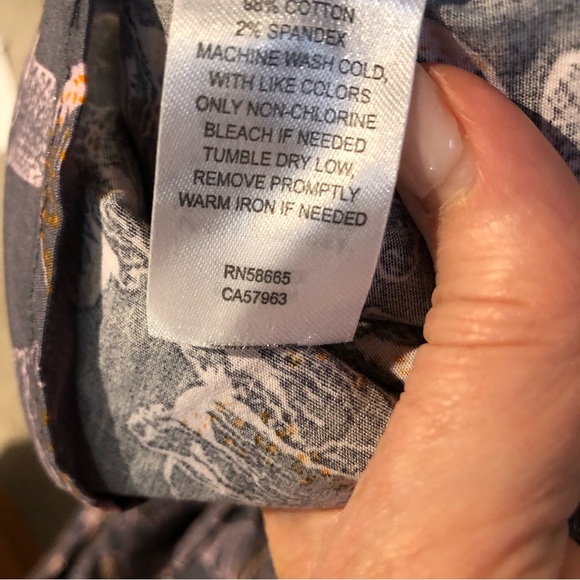 98% COTTON
2% SPANDEX
MACHINE WASH COLD,
WITH LIKE COLORS
ONLY NON-CHLORINE
BLEACH IF NEEDED
TUMBLE DRY LOW,
REMOVE PROMPTLY
WARM IRON IF NEEDED
RN58665
CA57963